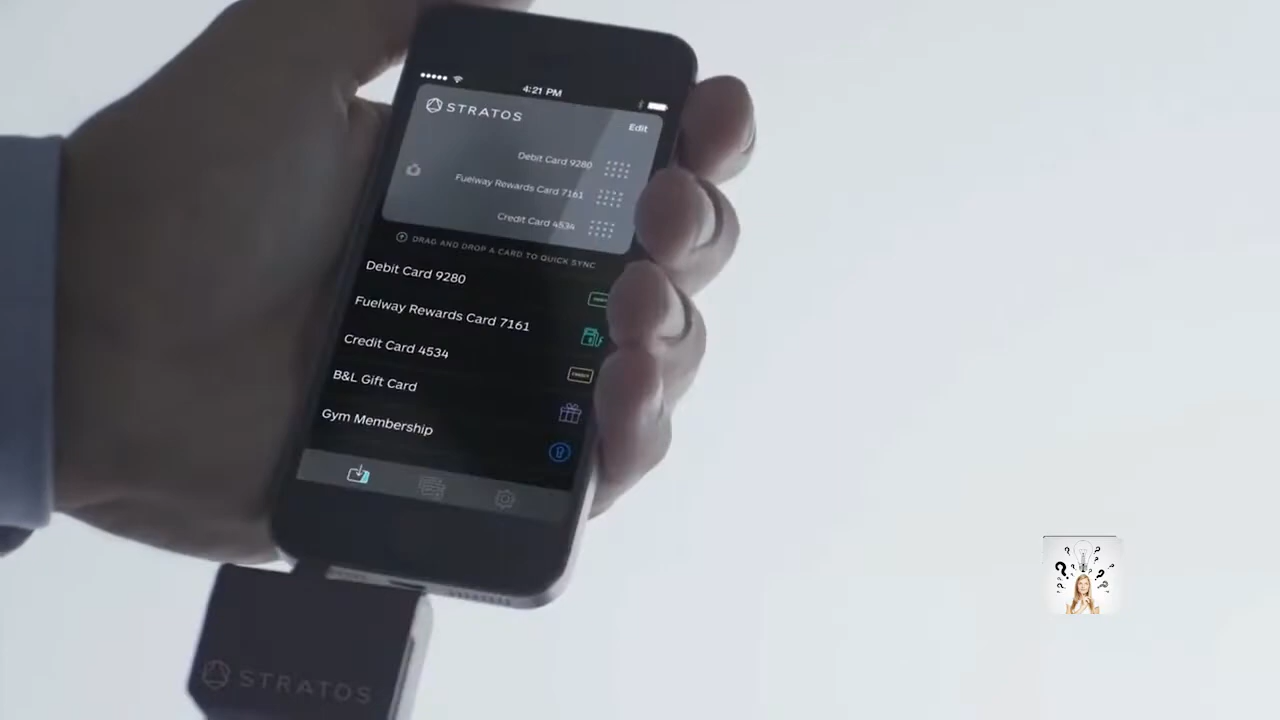 4:21 PM
STRATOS
Edit
Debit Card 9280
Fuelway Rewards Card 7161
Credit Card 4534
DRAG AND DROP A CARD TO QUICK SYNC
Debit Card 9280
Fuelway Rewards Card 7161
Credit Card 4534
B&L Gift Card
Gym Membership
STRATOS